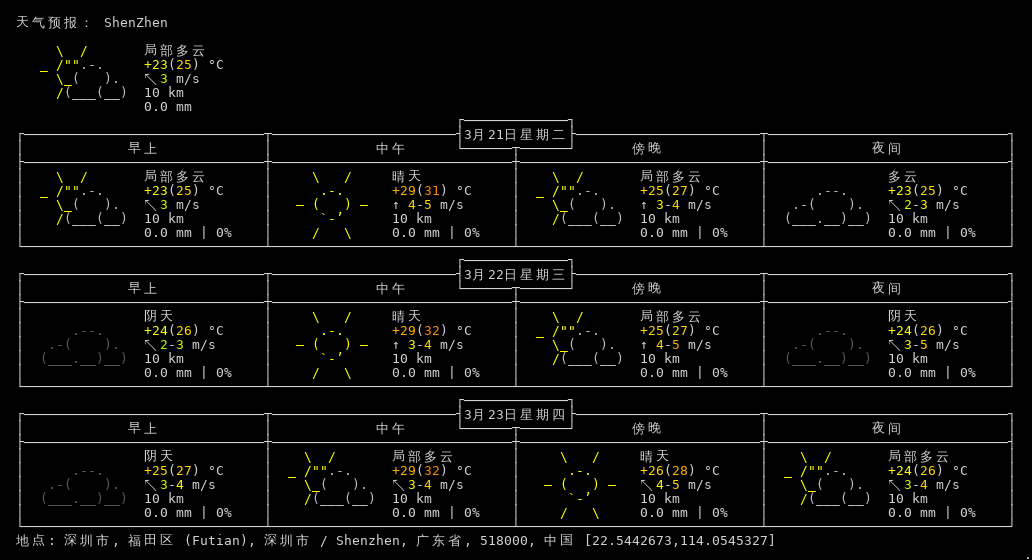 天气预报： ShenZhen
局部多云
+23(25) °C
↖3 m/s
10 km
0.0 mm
3月21日星期二
早上 中午 傍晚 夜间
局部多云 晴天 局部多云 多云
+23(25) °C +29(31) °C +25(27) °C +23(25) °C
↖3 m/s ↑ 4-5 m/s ↑ 3-4 m/s ↖2-3 m/s
10 km 10 km 10 km 10 km
0.0 mm | 0% 0.0 mm | 0% 0.0 mm | 0% 0.0 mm | 0%
3月22日星期三
早上 中午 傍晚 夜间
阴天 晴天 局部多云 阴天
+24(26) °C +29(32) °C +25(27) °C +24(26) °C
↖2-3 m/s ↑ 3-4 m/s ↑ 4-5 m/s ↖3-5 m/s
10 km 10 km 10 km 10 km
0.0 mm | 0% 0.0 mm | 0% 0.0 mm | 0% 0.0 mm | 0%
3月23日星期四
早上 中午 傍晚 夜间
阴天 局部多云 晴天 局部多云
+25(27) °C +29(32) °C +26(28) °C +24(26) °C
↖3-4 m/s ↖3-4 m/s ↖4-5 m/s ↖3-4 m/s
10 km 10 km 10 km 10 km
0.0 mm | 0% 0.0 mm | 0% 0.0 mm | 0% 0.0 mm | 0%
地点: 深圳市, 福田区 (Futian), 深圳市 / Shenzhen, 广东省, 518000, 中国 [22.5442673,114.0545327]